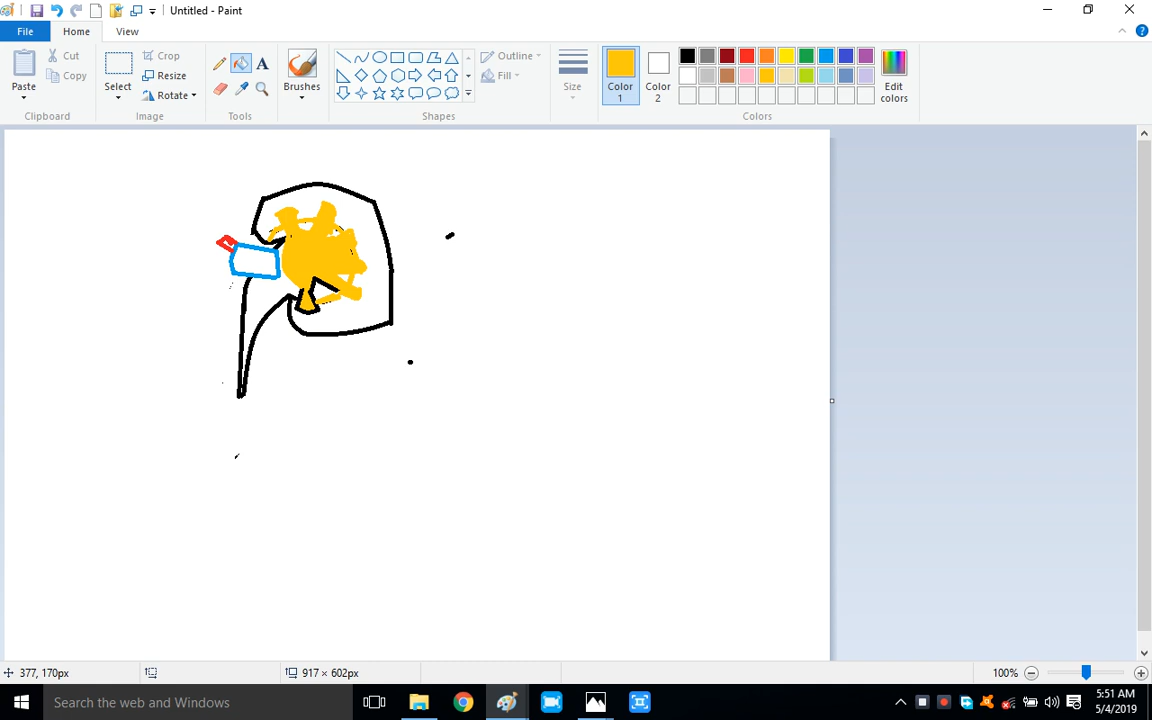 Untitled - Paint
File Home View
Paste
Cut
Copy
Clipboard
Select
Crop
Resize
Rotate
Image
A
Tools
Brushes
Outline
Fill
Shapes
Size
Color 1
Color 2
Edit colors
Colors
377, 170px
917 × 602px
100%
Search the web and Windows
5:51 AM
5/4/2019